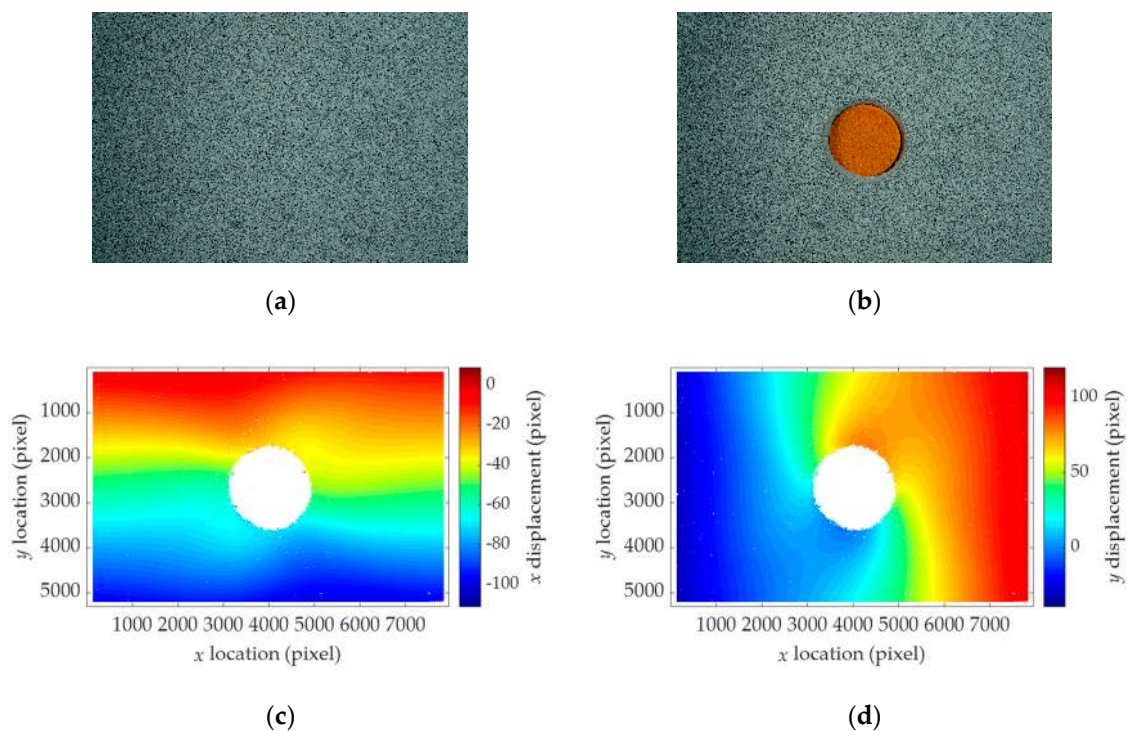 (a)
(b)
1000
2000
3000
4000
5000
1000 2000 3000 4000 5000 6000 7000
x location (pixel)
y location (pixel)
0
-20
-40
-60
-80
-100
x displacement (pixel)
1000
2000
3000
4000
5000
1000 2000 3000 4000 5000 6000 7000
x location (pixel)
y location (pixel)
100
50
0
y displacement (pixel)
(c)
(d)